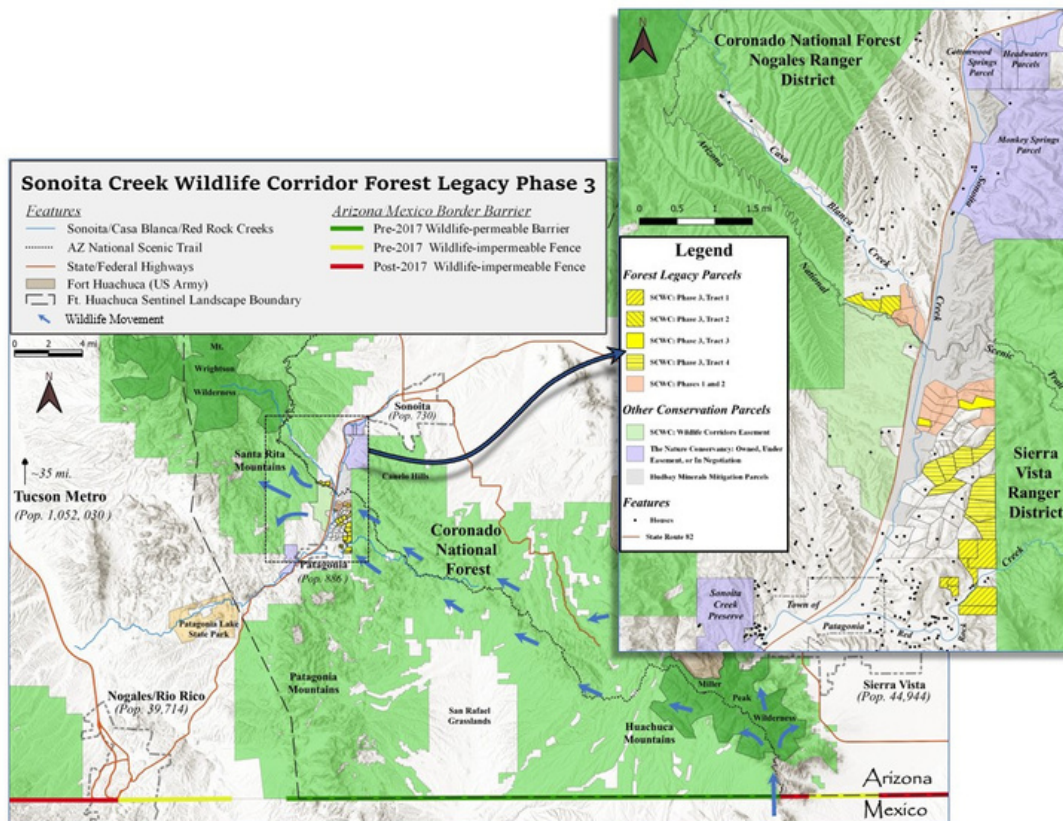 Sonoita Creek Wildlife Corridor Forest Legacy Phase 3
Features
Sonoita/Casa Blanca/Red Rock Creeks
AZ National Scenic Trail
State/Federal Highways
Fort Huachuca (US Army)
Ft. Huachuca Sentinel Landscape Boundary
Wildlife Movement
Arizona Mexico Border Barrier
Pre-2017 Wildlife-permeable Barrier
Pre-2017 Wildlife-impermeable Fence
Post-2017 Wildlife-impermeable Fence
2 0 2 4 mi
N
Mt.
Wrightson
Wilderness
Sonoita
(Pop. 730)
Santa Rita
Mountains
Canelo Hills
~35 mi.
Tucson Metro
(Pop. 1,052, 030)
Coronado
National
Forest
Patagonia
(Pop. 886)
Patagonia Lake
State Park
Nogales/Rio Rico
(Pop. 39,714)
Patagonia
Mountains
San Rafael
Grasslands
Huachuca
Mountains
Miller
Peak
Wilderness
Sierra Vista
(Pop. 44,944)
Arizona
Mexico
N
Coronado National Forest
Nogales Ranger
District
Cottonwood
Springs
Parcel
Headwaters
Parcels
Monkey Springs
Parcel
Casa
Blanca
Creek
Arizona
National
Scenic
Sonoita
Creek
0.5 0 0.5 1 1.5 mi
Legend
Forest Legacy Parcels
SCWC: Phase 3, Tract 1
SCWC: Phase 3, Tract 2
SCWC: Phase 3, Tract 3
SCWC: Phase 3, Tract 4
SCWC: Phases 1 and 2
Other Conservation Parcels
SCWC: Wildlife Corridors Easement
The Nature Conservancy: Owned, Under
Easement, or In Negotiation
Hudbay Minerals Mitigation Parcels
Features
Houses
State Route 82
Sierra
Vista
Ranger
District
Sonoita
Creek
Preserve
Town of
Patagonia
Red
Creek